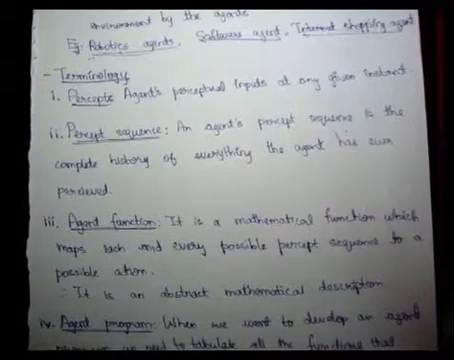 environment by the agents
Eg: Robotics agents, Software agent, Internet shopping agent
- Terminology
i. Percepts Agent's perceptual inputs at any given instant
ii. Percept sequence: An agent's percept sequence is the
complete history of everything the agent has ever
perceived.
iii. Agent function: It is a mathematical function which
maps each and every possible percept sequence to a
possible action.
- It is an abstract mathematical description
iv. Agent program: When we want to develop an agent
we need to tabulate all the functions that